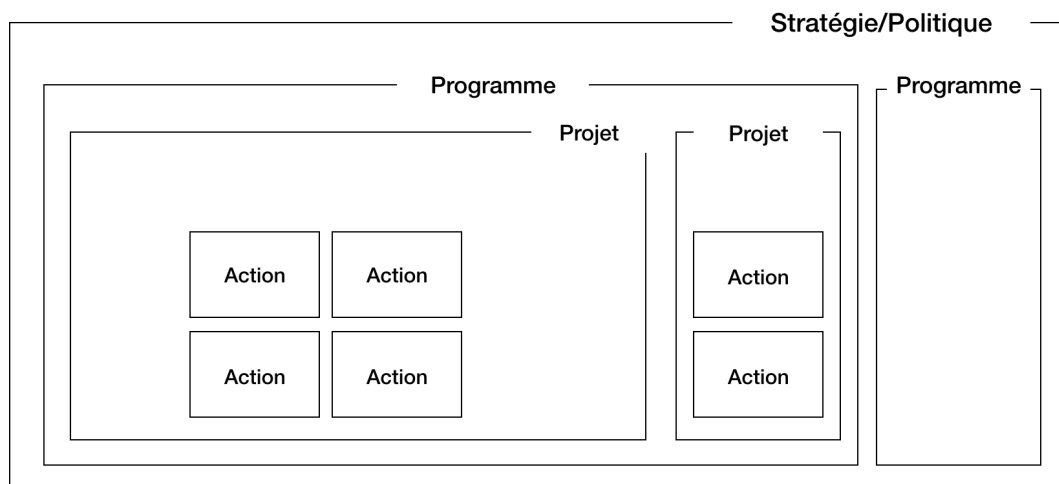 Stratégie/Politique
Programme
Programme
Projet
Projet
Action
Action
Action
Action
Action
Action